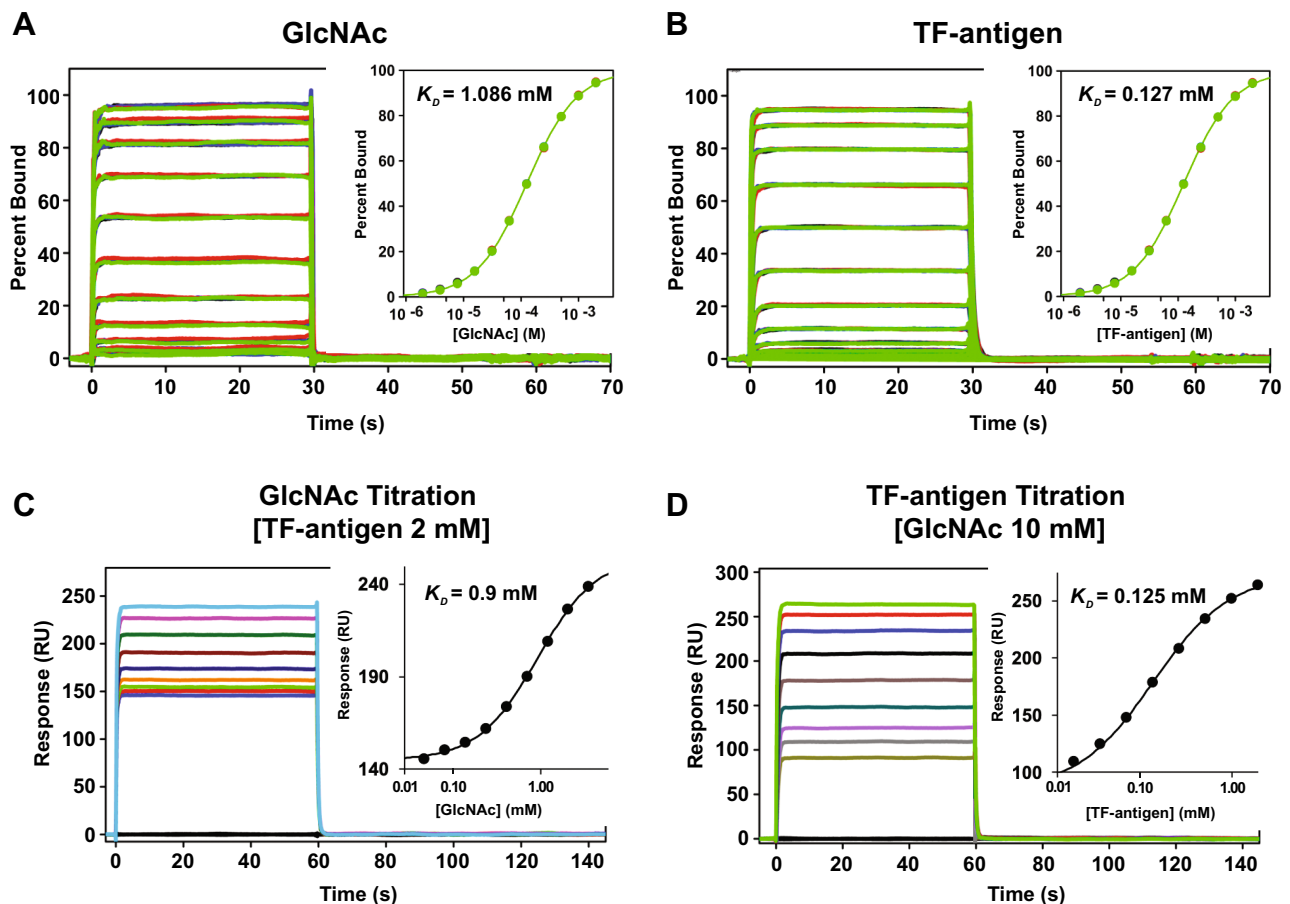 A
GlcNAc
Percent Bound
100
80
60
40
20
0
0 10 20 30 40 50 60 70
Time (s)
K_D = 1.086 mM
Percent Bound
100
80
60
40
20
0
10^-6 10^-5 10^-4 10^-3
[GlcNAc] (M)
B
TF-antigen
Percent Bound
100
80
60
40
20
0
0 10 20 30 40 50 60 70
Time (s)
K_D = 0.127 mM
Percent Bound
100
80
60
40
20
0
10^-6 10^-5 10^-4 10^-3
[TF-antigen] (M)
C
GlcNAc Titration
[TF-antigen 2 mM]
Response (RU)
250
200
150
100
50
0
0 20 40 60 80 100 120 140
Time (s)
K_D = 0.9 mM
Response (RU)
240
190
140
0.01 0.10 1.00
[GlcNAc] (mM)
D
TF-antigen Titration
[GlcNAc 10 mM]
Response (RU)
300
250
200
150
100
50
0
0 20 40 60 80 100 120 140
Time (s)
K_D = 0.125 mM
Response (RU)
250
200
150
100
0.01 0.10 1.00
[TF-antigen] (mM)